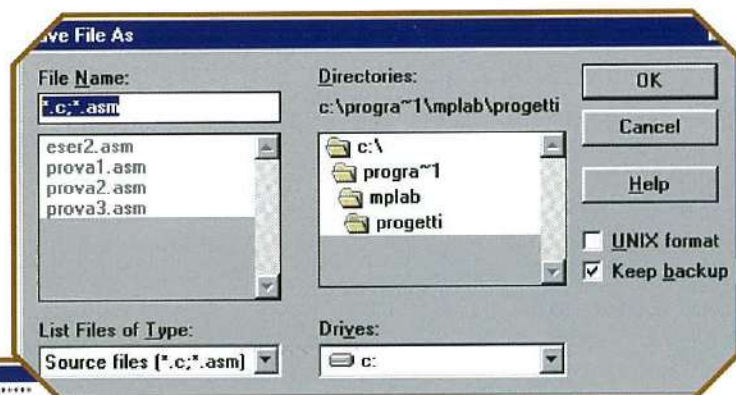 ve File As
File Name:
*.c;*.asm
eser2.asm
prova1.asm
prova2.asm
prova3.asm
List Files of Type:
Source files (*.c;*.asm)
Directories:
c:\progra~1\mplab\progetti
c:\
progra~1
mplab
progetti
Drives:
c:
OK
Cancel
Help
UNIX format
Keep backup